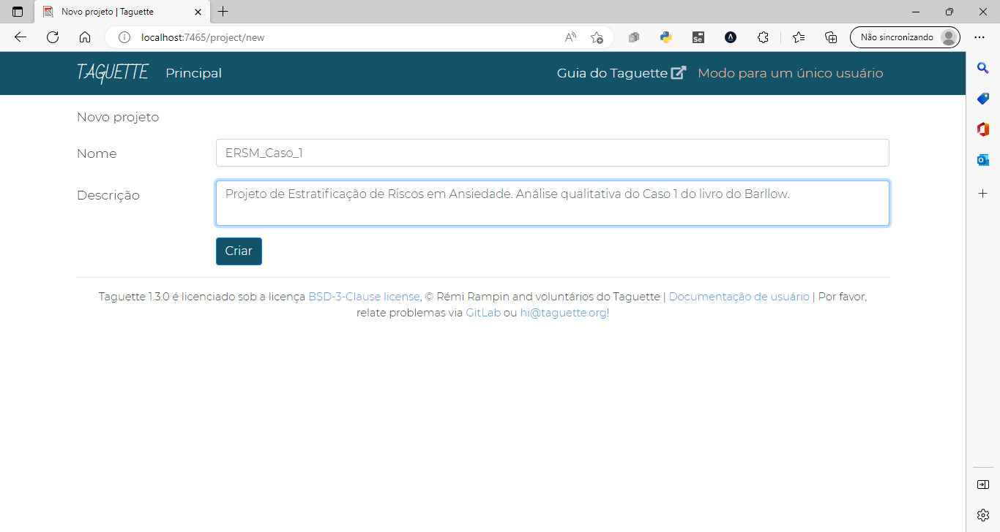 Novo projeto | Taguette
localhost:7465/project/new
Não sincronizando
TAGUETTE Principal Guia do Taguette Modo para um único usuário
Novo projeto
Nome ERSM_Caso_1
Descrição Projeto de Estratificação de Riscos em Ansiedade. Análise qualitativa do Caso 1 do livro do Barllow.
Criar
Taguette 1.3.0 é licenciado sob a licença BSD-3-Clause license, © Rémi Rampin and voluntários do Taguette | Documentação de usuário | Por favor,
relate problemas via GitLab ou hi@taguette.org!